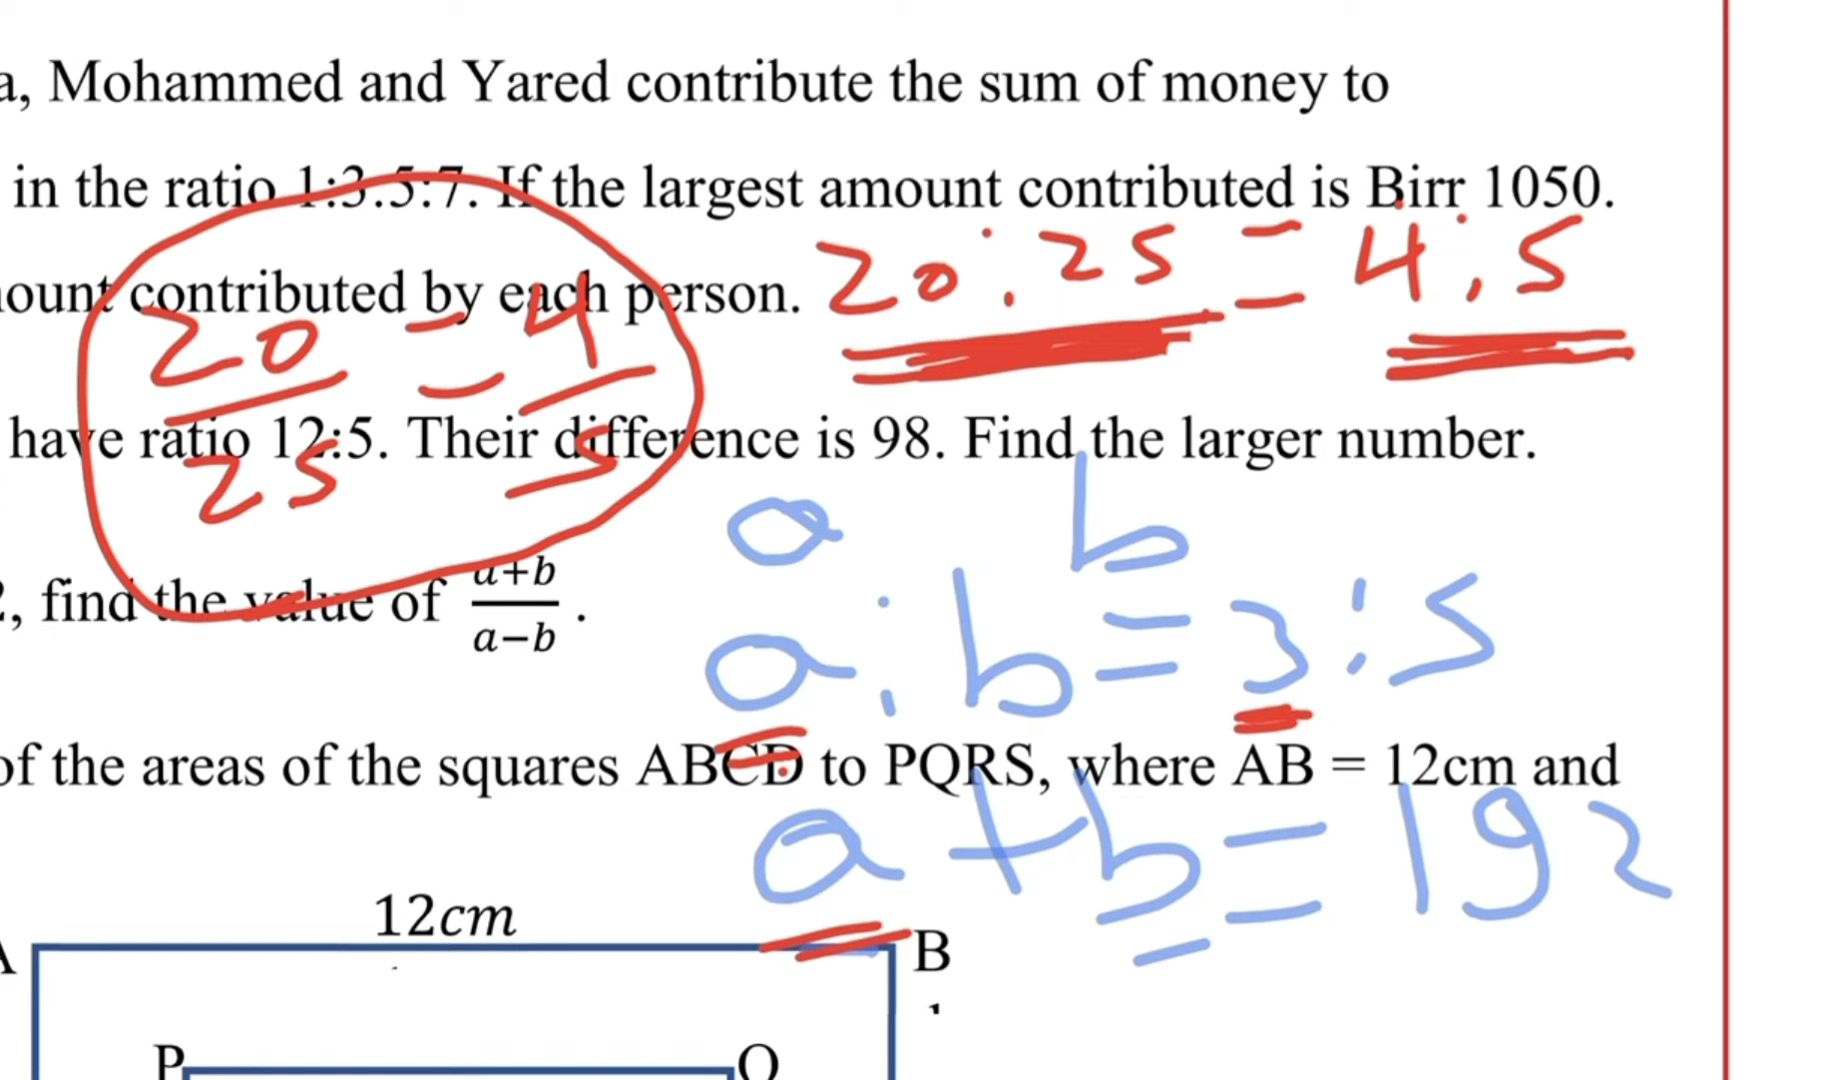 a, Mohammed and Yared contribute the sum of money to
in the ratio 1:3:5:7. If the largest amount contributed is Birr 1050.
ount contributed by each person. 20:25 = 4:5
20/25 = 4/5
have ratio 12:5. Their difference is 98. Find the larger number.
a b
, find the value of a+b/a−b .
a:b = 3:5
of the areas of the squares ABCD to PQRS, where AB = 12cm and
a+b = 192
12cm
A B
P Q